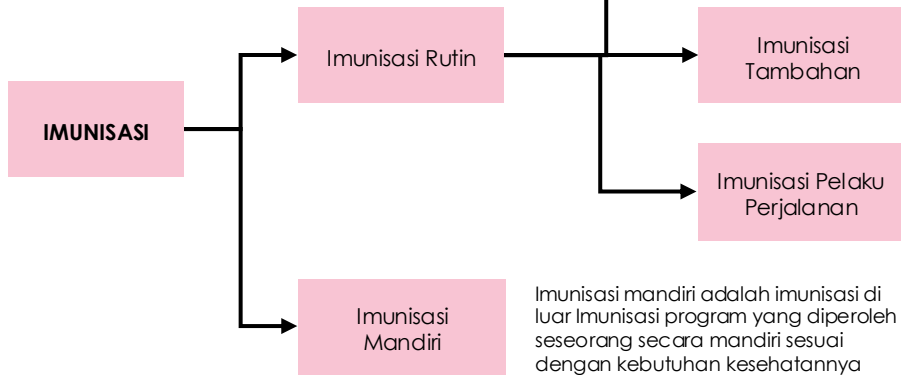 Imunisasi Rutin
Imunisasi
Tambahan
IMUNISASI
Imunisasi Pelaku
Perjalanan
Imunisasi
Mandiri
Imunisasi mandiri adalah imunisasi di
luar Imunisasi program yang diperoleh
seseorang secara mandiri sesuai
dengan kebutuhan kesehatannya